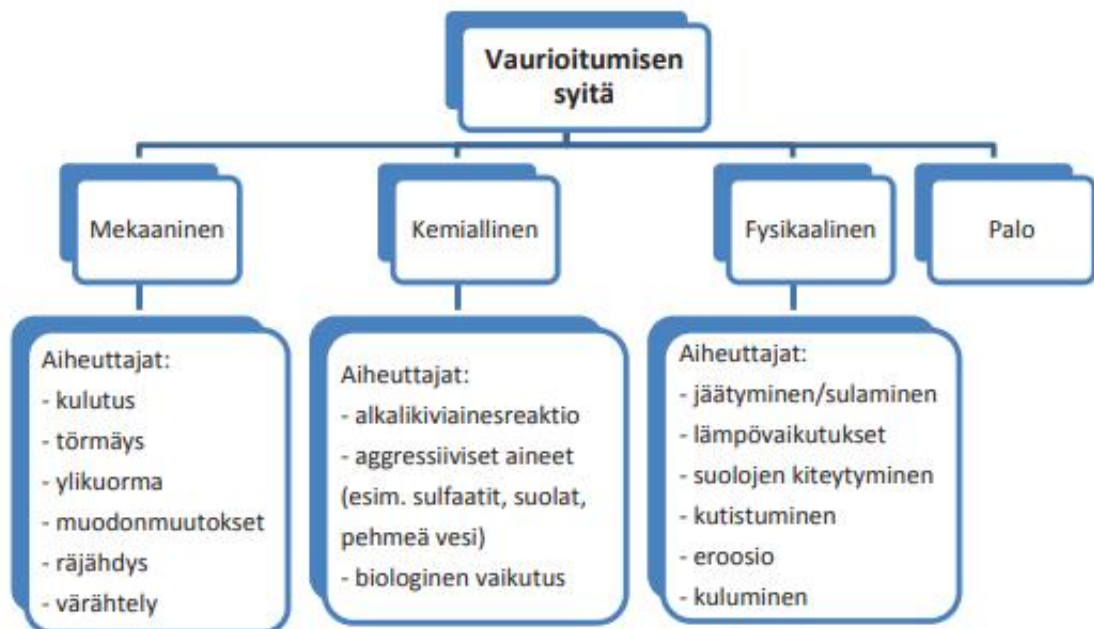 Vaurioitumisen
syitä
Mekaaninen
Kemiallinen
Fysikaalinen
Palo
Aiheuttajat:
- kulutus
- törmäys
- ylikuorma
- muodonmuutokset
- räjähdys
- värähtely
Aiheuttajat:
- alkalikiviainesreaktio
- aggressiiviset aineet
(esim. sulfaatit, suolat,
pehmeä vesi)
- biologinen vaikutus
Aiheuttajat:
- jäätyminen/sulaminen
- lämpövaikutukset
- suolojen kiteytyminen
- kutistuminen
- eroosio
- kuluminen